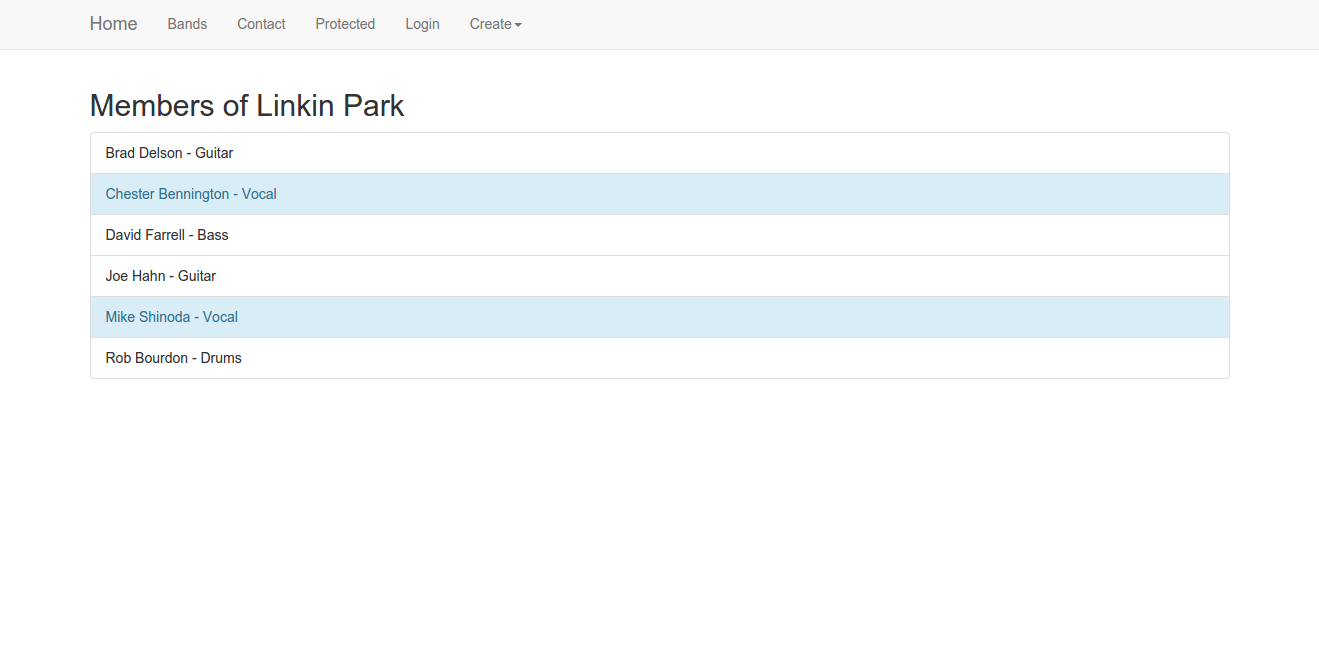 Home Bands Contact Protected Login Create
Members of Linkin Park
Brad Delson - Guitar
Chester Bennington - Vocal
David Farrell - Bass
Joe Hahn - Guitar
Mike Shinoda - Vocal
Rob Bourdon - Drums